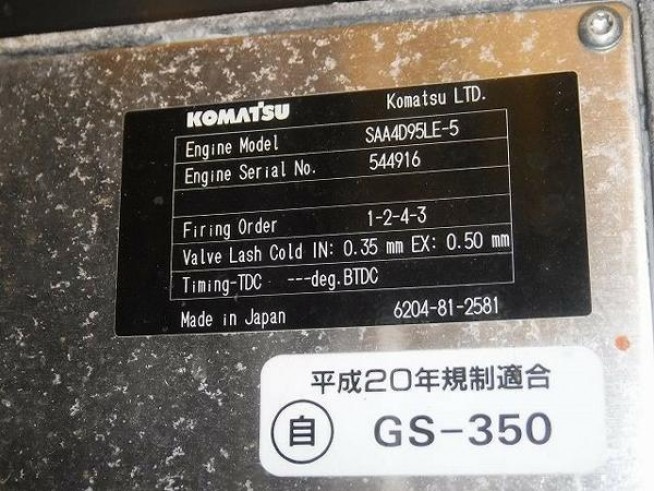 KOMATSU Komatsu LTD.
Engine Model SAA4D95LE-5
Engine Serial No. 544916
Firing Order 1-2-4-3
Valve Lash Cold IN: 0.35 mm EX: 0.50 mm
Timing-TDC ---deg.BTDC
Made in Japan 6204-81-2581
平成20年規制適合
自 GS-350